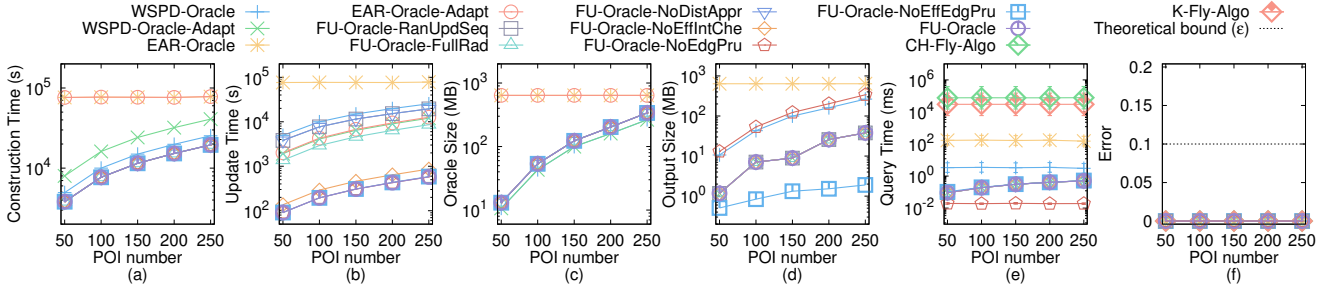 WSPD-Oracle
WSPD-Oracle-Adapt
EAR-Oracle
EAR-Oracle-Adapt
FU-Oracle-RanUpdSeq
FU-Oracle-FullRad
FU-Oracle-NoDistAppr
FU-Oracle-NoEffIntChe
FU-Oracle-NoEdgPru
FU-Oracle-NoEffEdgPru
FU-Oracle
CH-Fly-Algo
K-Fly-Algo
Theoretical bound (ε)
Construction Time (s)
10^5
10^4
50 100 150 200 250
POI number
(a)
Update Time (s)
10^5
10^4
10^3
10^2
50 100 150 200 250
POI number
(b)
Oracle Size (MB)
10^3
10^2
10^1
50 100 150 200 250
POI number
(c)
Output Size (MB)
10^3
10^2
10^1
10^0
50 100 150 200 250
POI number
(d)
Query Time (ms)
10^6
10^4
10^2
10^0
10^-2
50 100 150 200 250
POI number
(e)
Error
0.2
0.15
0.1
0.05
0
50 100 150 200 250
POI number
(f)